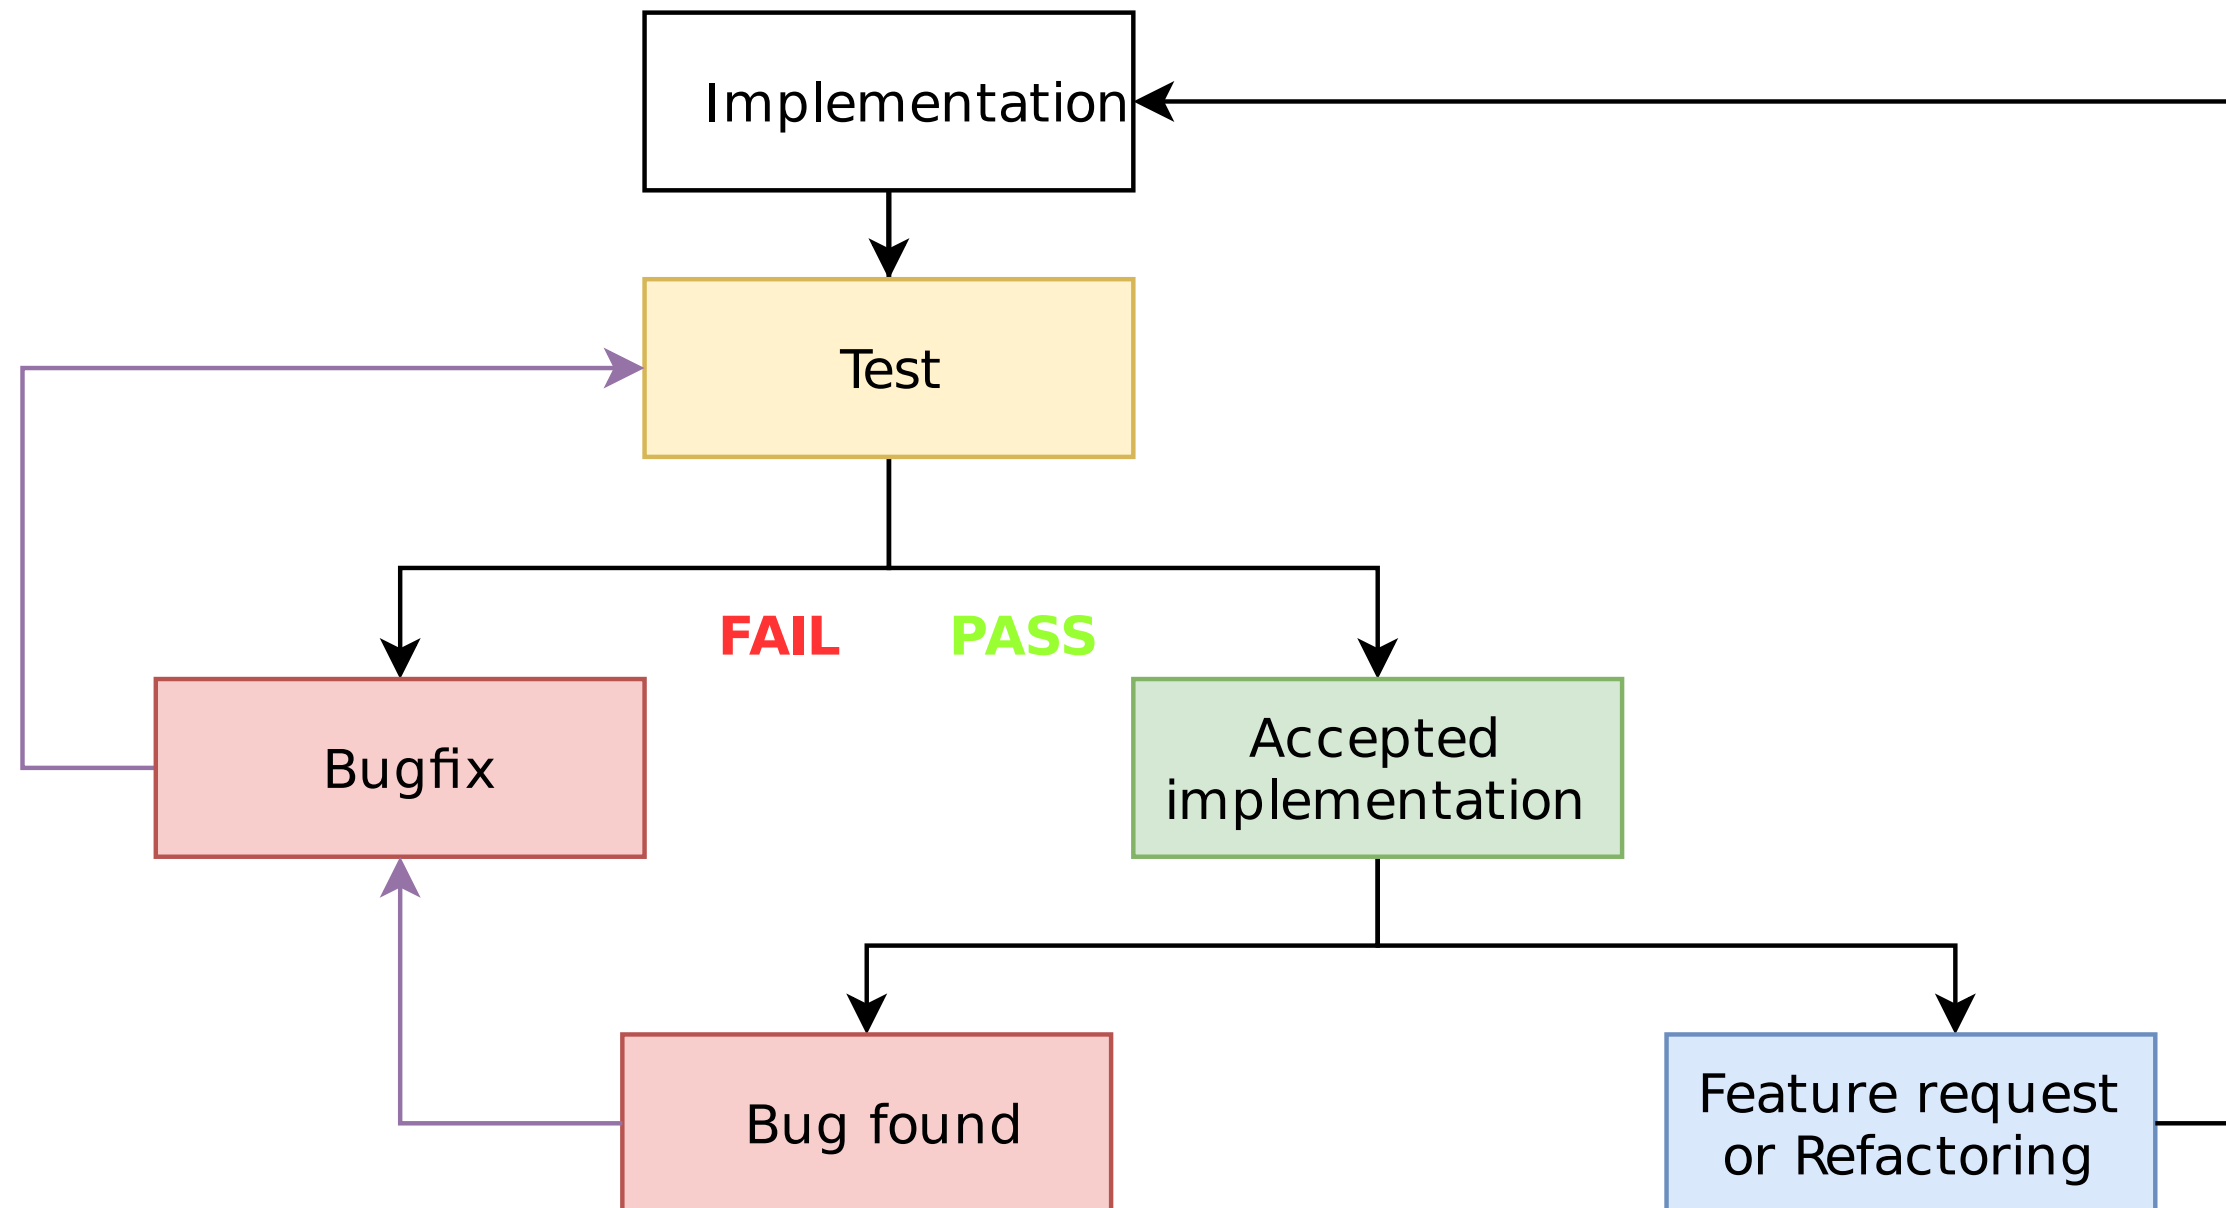 Implementation
Test
FAIL
PASS
Bugfix
Accepted
implementation
Bug found
Feature request
or Refactoring